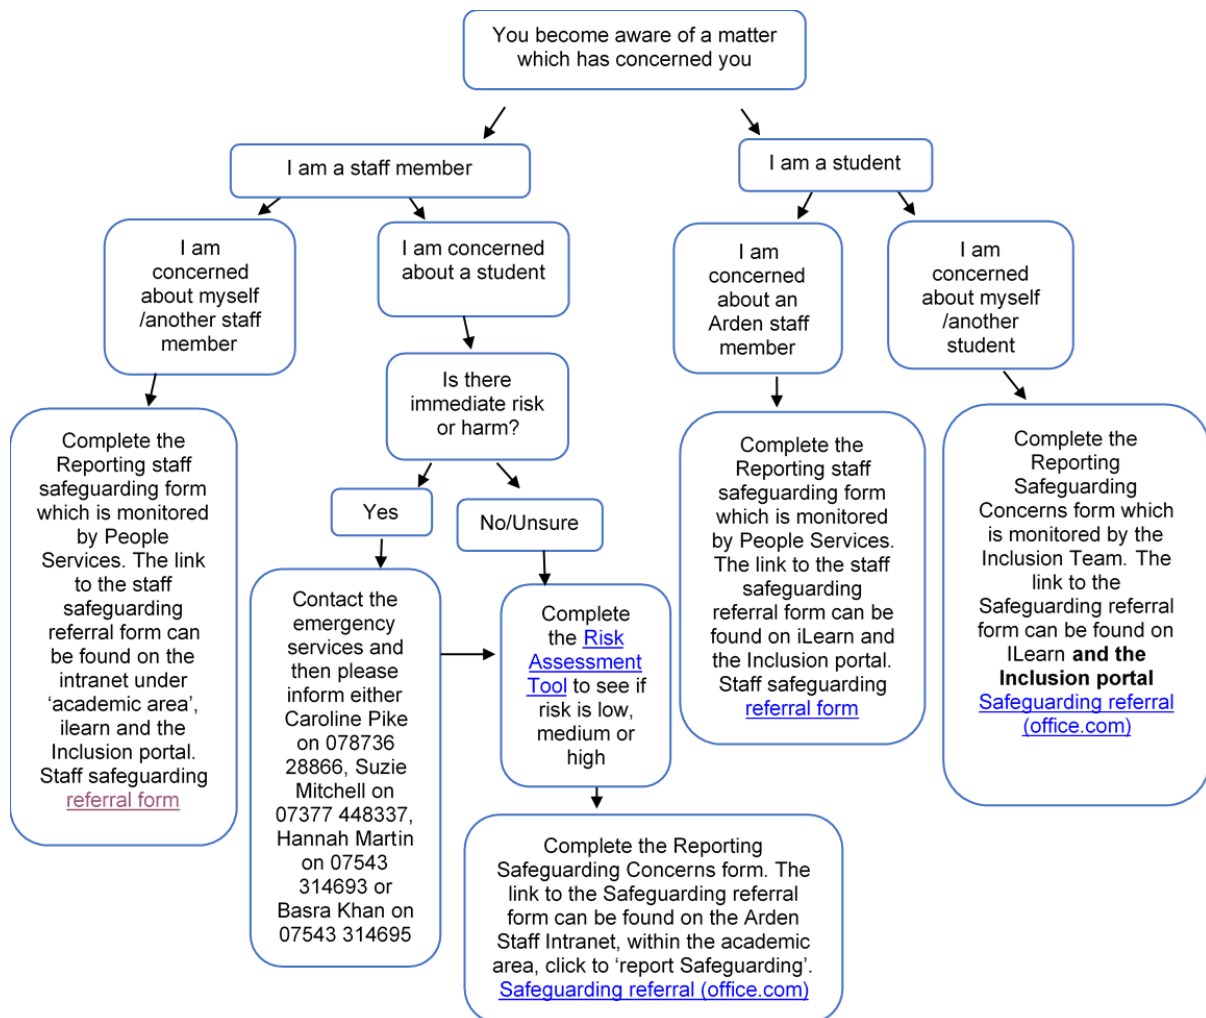 You become aware of a matter
which has concerned you
I am a staff member
I am a student
I am
concerned
about myself
/another staff
member
I am concerned
about a student
I am
concerned
about an
Arden staff
member
I am
concerned
about myself
/another
student
Is there
immediate risk
or harm?
Yes
No/Unsure
Complete the
Reporting staff
safeguarding form
which is monitored
by People
Services. The link
to the staff
safeguarding
referral form can
be found on the
intranet under
‘academic area’,
ilearn and the
Inclusion portal.
Staff safeguarding
referral form
Contact the
emergency
services and
then please
inform either
Caroline Pike
on 078736
28866, Suzie
Mitchell on
07377 448337,
Hannah Martin
on 07543
314693 or
Basra Khan on
07543 314695
Complete
the Risk
Assessment
Tool to see if
risk is low,
medium or
high
Complete the Reporting
Safeguarding Concerns form. The
link to the Safeguarding referral
form can be found on the Arden
Staff Intranet, within the academic
area, click to ‘report Safeguarding’.
Safeguarding referral (office.com)
Complete the
Reporting staff
safeguarding form
which is monitored
by People Services.
The link to the staff
safeguarding
referral form can be
found on iLearn and
the Inclusion portal.
Staff safeguarding
referral form
Complete the
Reporting
Safeguarding
Concerns form which
is monitored by the
Inclusion Team. The
link to the
Safeguarding referral
form can be found on
ILearn and the
Inclusion portal
Safeguarding referral
(office.com)